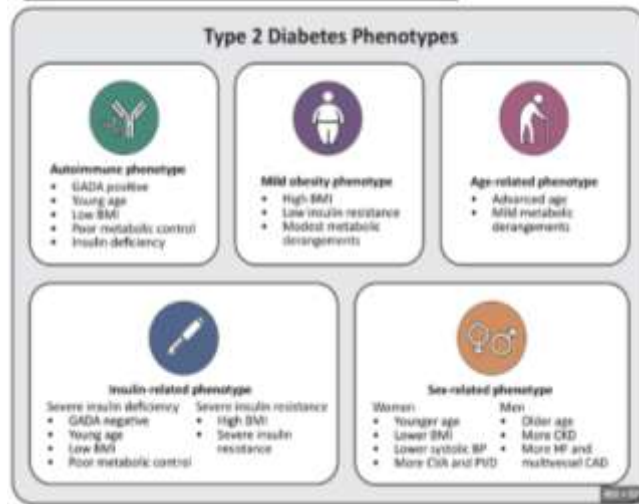 Type 2 Diabetes Phenotypes
Autoimmune phenotype
• GADA positive
• Young age
• Low BMI
• Poor metabolic control
• Insulin deficiency
Mild obesity phenotype
• High BMI
• Low insulin resistance
• Modest metabolic
derangements
Age-related phenotype
• Advanced age
• Mild metabolic
derangements
Insulin-related phenotype
Severe insulin deficiency
• GADA negative
• Young age
• Low BMI
• Poor metabolic control
Severe insulin resistance
• High BMI
• Severe insulin
resistance
Sex-related phenotype
Women
• Younger age
• Lower BMI
• Lower systolic BP
• More CVA and PVD
Men
• Older age
• More CKD
• More HF and
multivessel CAD